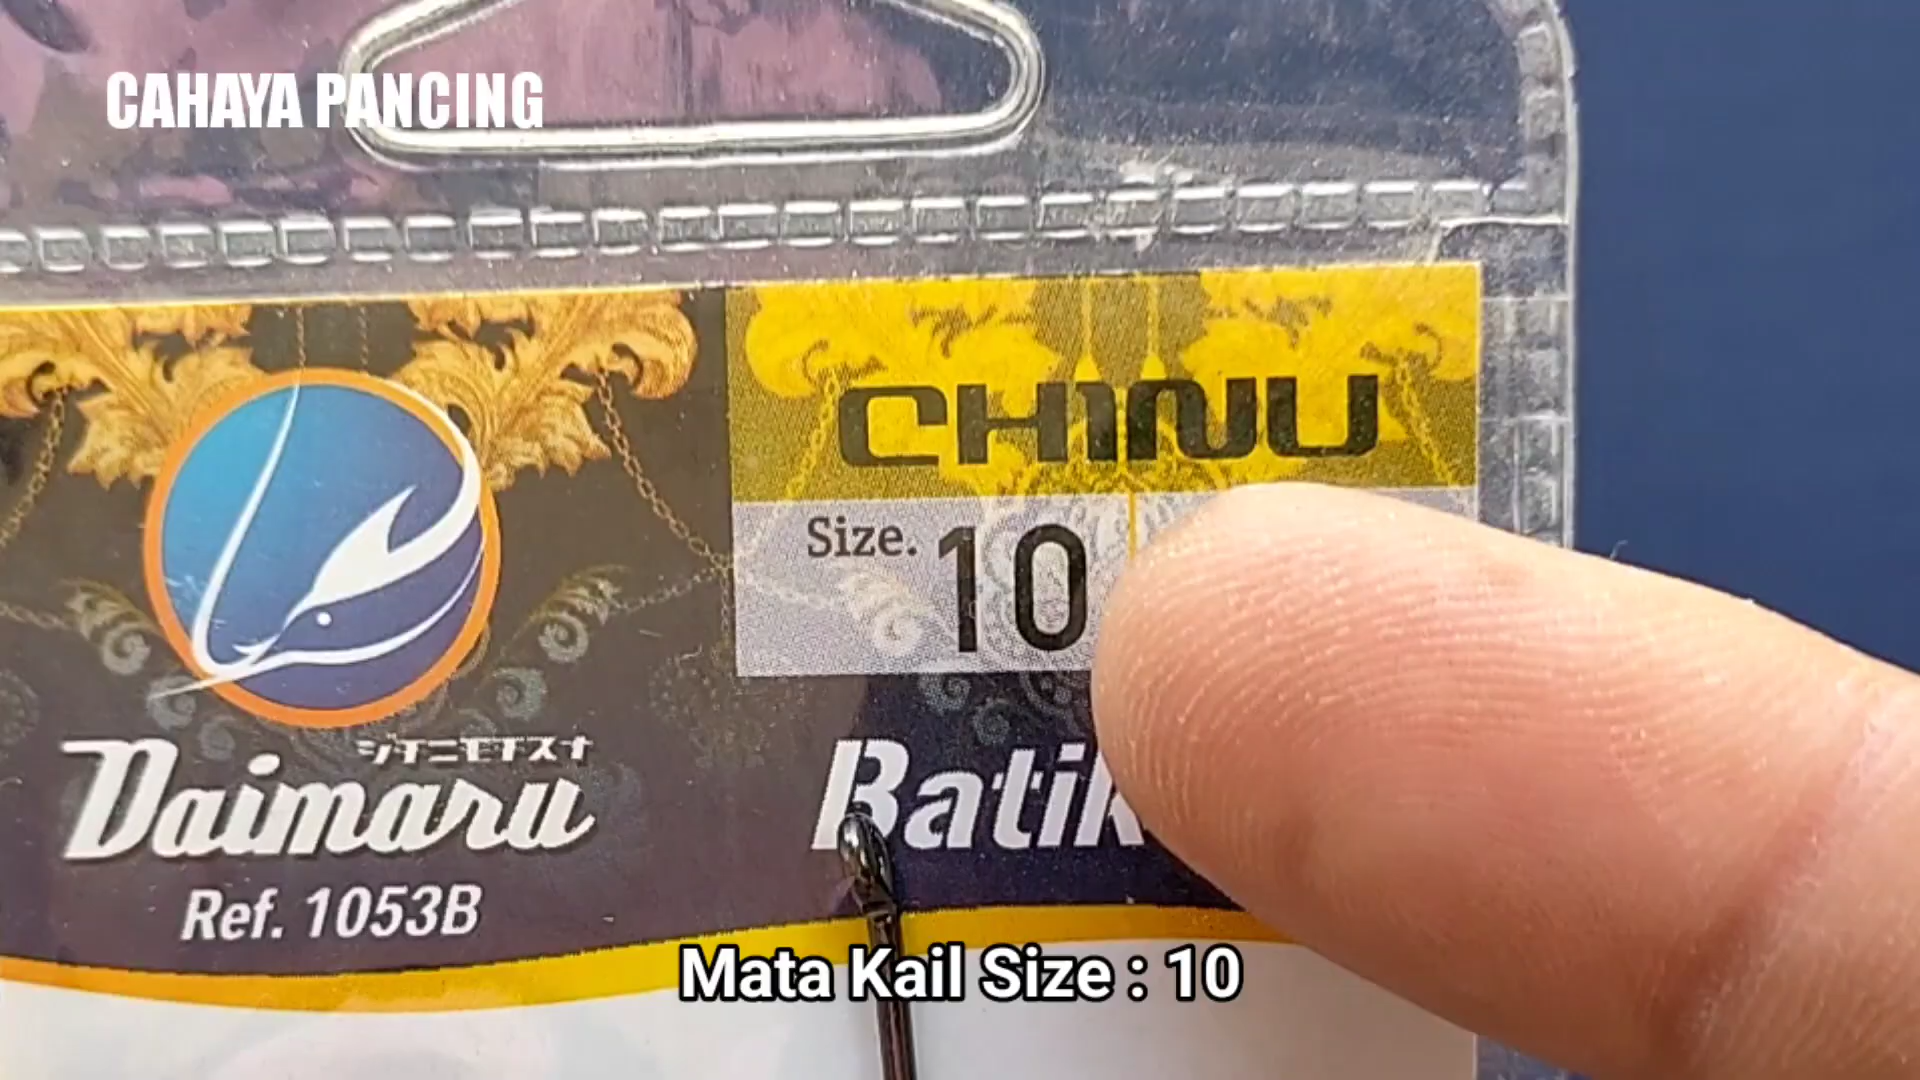 CAHAYA PANCING
CHINU
Size. 10
Daimaru
Ref. 1053B
Batik
Mata Kail Size : 10